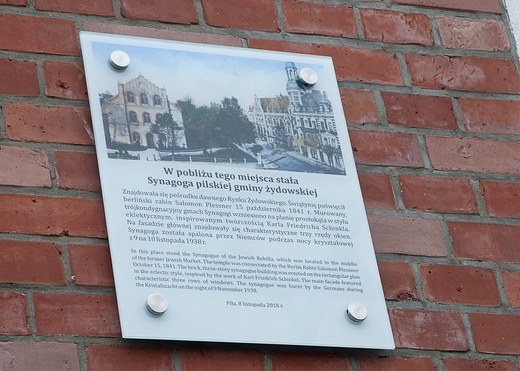 W pobliżu tego miejsca stała
Synagoga pilskiej gminy żydowskiej
Znajdowała się pośrodku dawnego Rynku Żydowskiego. Świątynię poświęcił
berliński rabin Salomon Plessner 15 października 1841 r. Murowany,
trójkondygnacyjny gmach Synagogi wzniesiono na planie prostokąta w stylu
eklektycznym, inspirowanym twórczością Karla Friedricha Schinkla.
Na fasadzie głównej znajdowały się charakterystyczne trzy rzędy okien.
Synagoga została spalona przez Niemców podczas nocy kryształowej
z 9 na 10 listopada 1938 r.
In this place stood the Synagogue of the Jewish Kehilla, which was located in the middle
of the former Jewish Market. The temple was consecrated by the Berlin Rabbi Salomon Plessner
October 15, 1841. The brick, three-story synagogue building was erected on the rectangular plan
in the eclectic style, inspired by the work of Karl Friedrich Schinkel. The main facade featured
characteristic three rows of windows. The synagogue was burnt by the Germans during
the Kristallnacht on the night of 9 November 1938.
Piła, 8 listopada 2018 r.